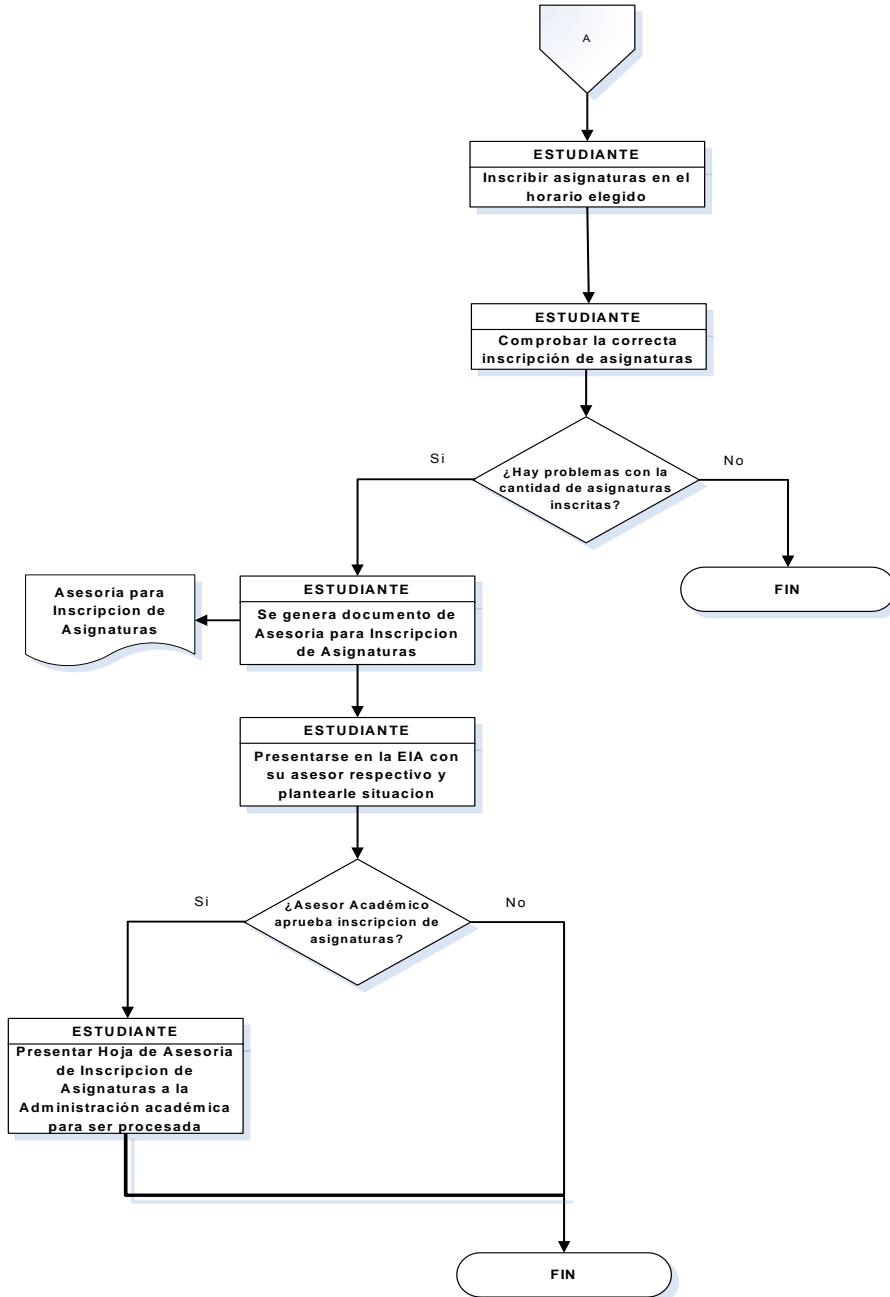 A
ESTUDIANTE
Inscribir asignaturas en el
horario elegido
ESTUDIANTE
Comprobar la correcta
inscripción de asignaturas
Si
¿Hay problemas con la
cantidad de asignaturas
inscritas?
No
FIN
Asesoria para
Inscripcion de
Asignaturas
ESTUDIANTE
Se genera documento de
Asesoria para Inscripcion
de Asignaturas
ESTUDIANTE
Presentarse en la EIA con
su asesor respectivo y
plantearle situacion
Si
¿Asesor Académico
aprueba inscripcion de
asignaturas?
No
ESTUDIANTE
Presentar Hoja de Asesoria
de Inscripcion de
Asignaturas a la
Administración académica
para ser procesada
FIN